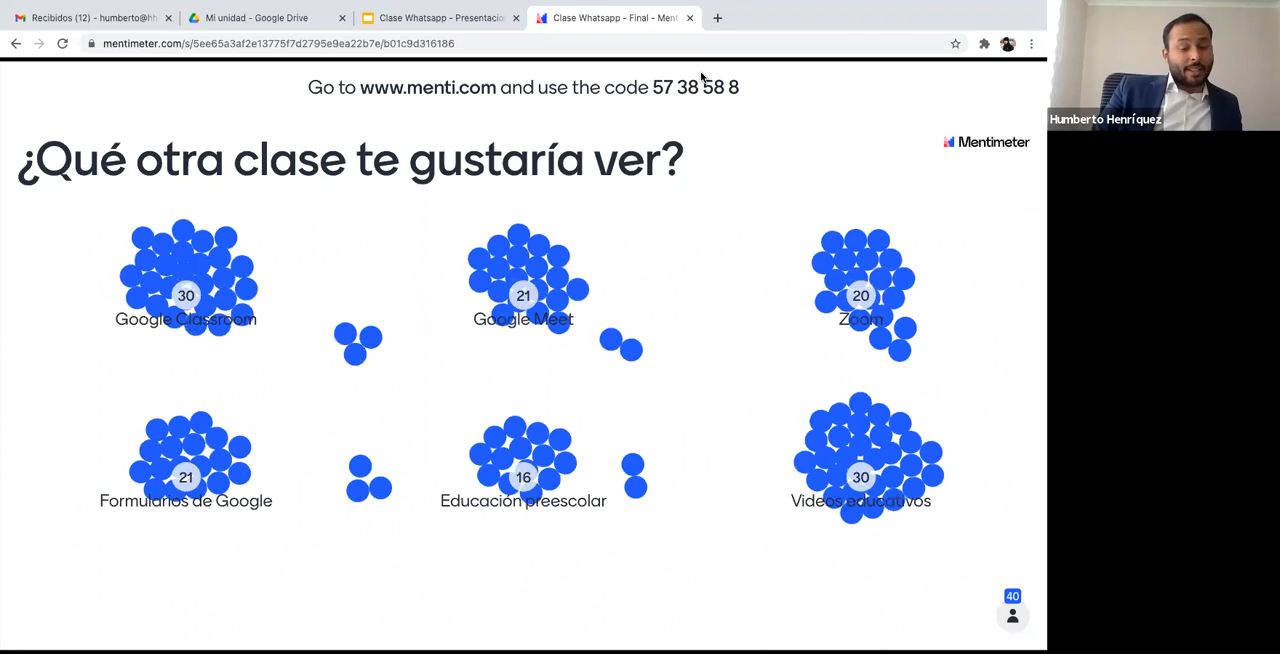 Recibidos (12) - humberto@hh
Mi unidad - Google Drive
Clase Whatsapp - Presentacio
Clase Whatsapp - Final - Ment
mentimeter.com/s/5ee65a3af2e13775f7d2795e9ea22b7e/b01c9d316186
Go to www.menti.com and use the code 57 38 58 8
¿Qué otra clase te gustaría ver?
Mentimeter
Humberto Henríquez
30
Google Classroom
21
Google Meet
20
Zoom
21
Formularios de Google
16
Educación preescolar
30
Videos educativos
40